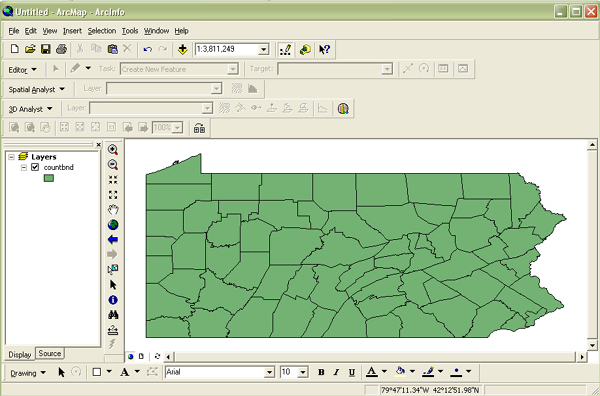 Untitled - ArcMap - ArcInfo
File Edit View Insert Selection Tools Window Help
1:3,811,249
Editor Task: Create New Feature Target:
Spatial Analyst Layer:
3D Analyst Layer:
100%
Layers
countbnd
Display Source
Drawing A Arial 10 B I U A
79°47'11.34"W 42°12'51.98"N